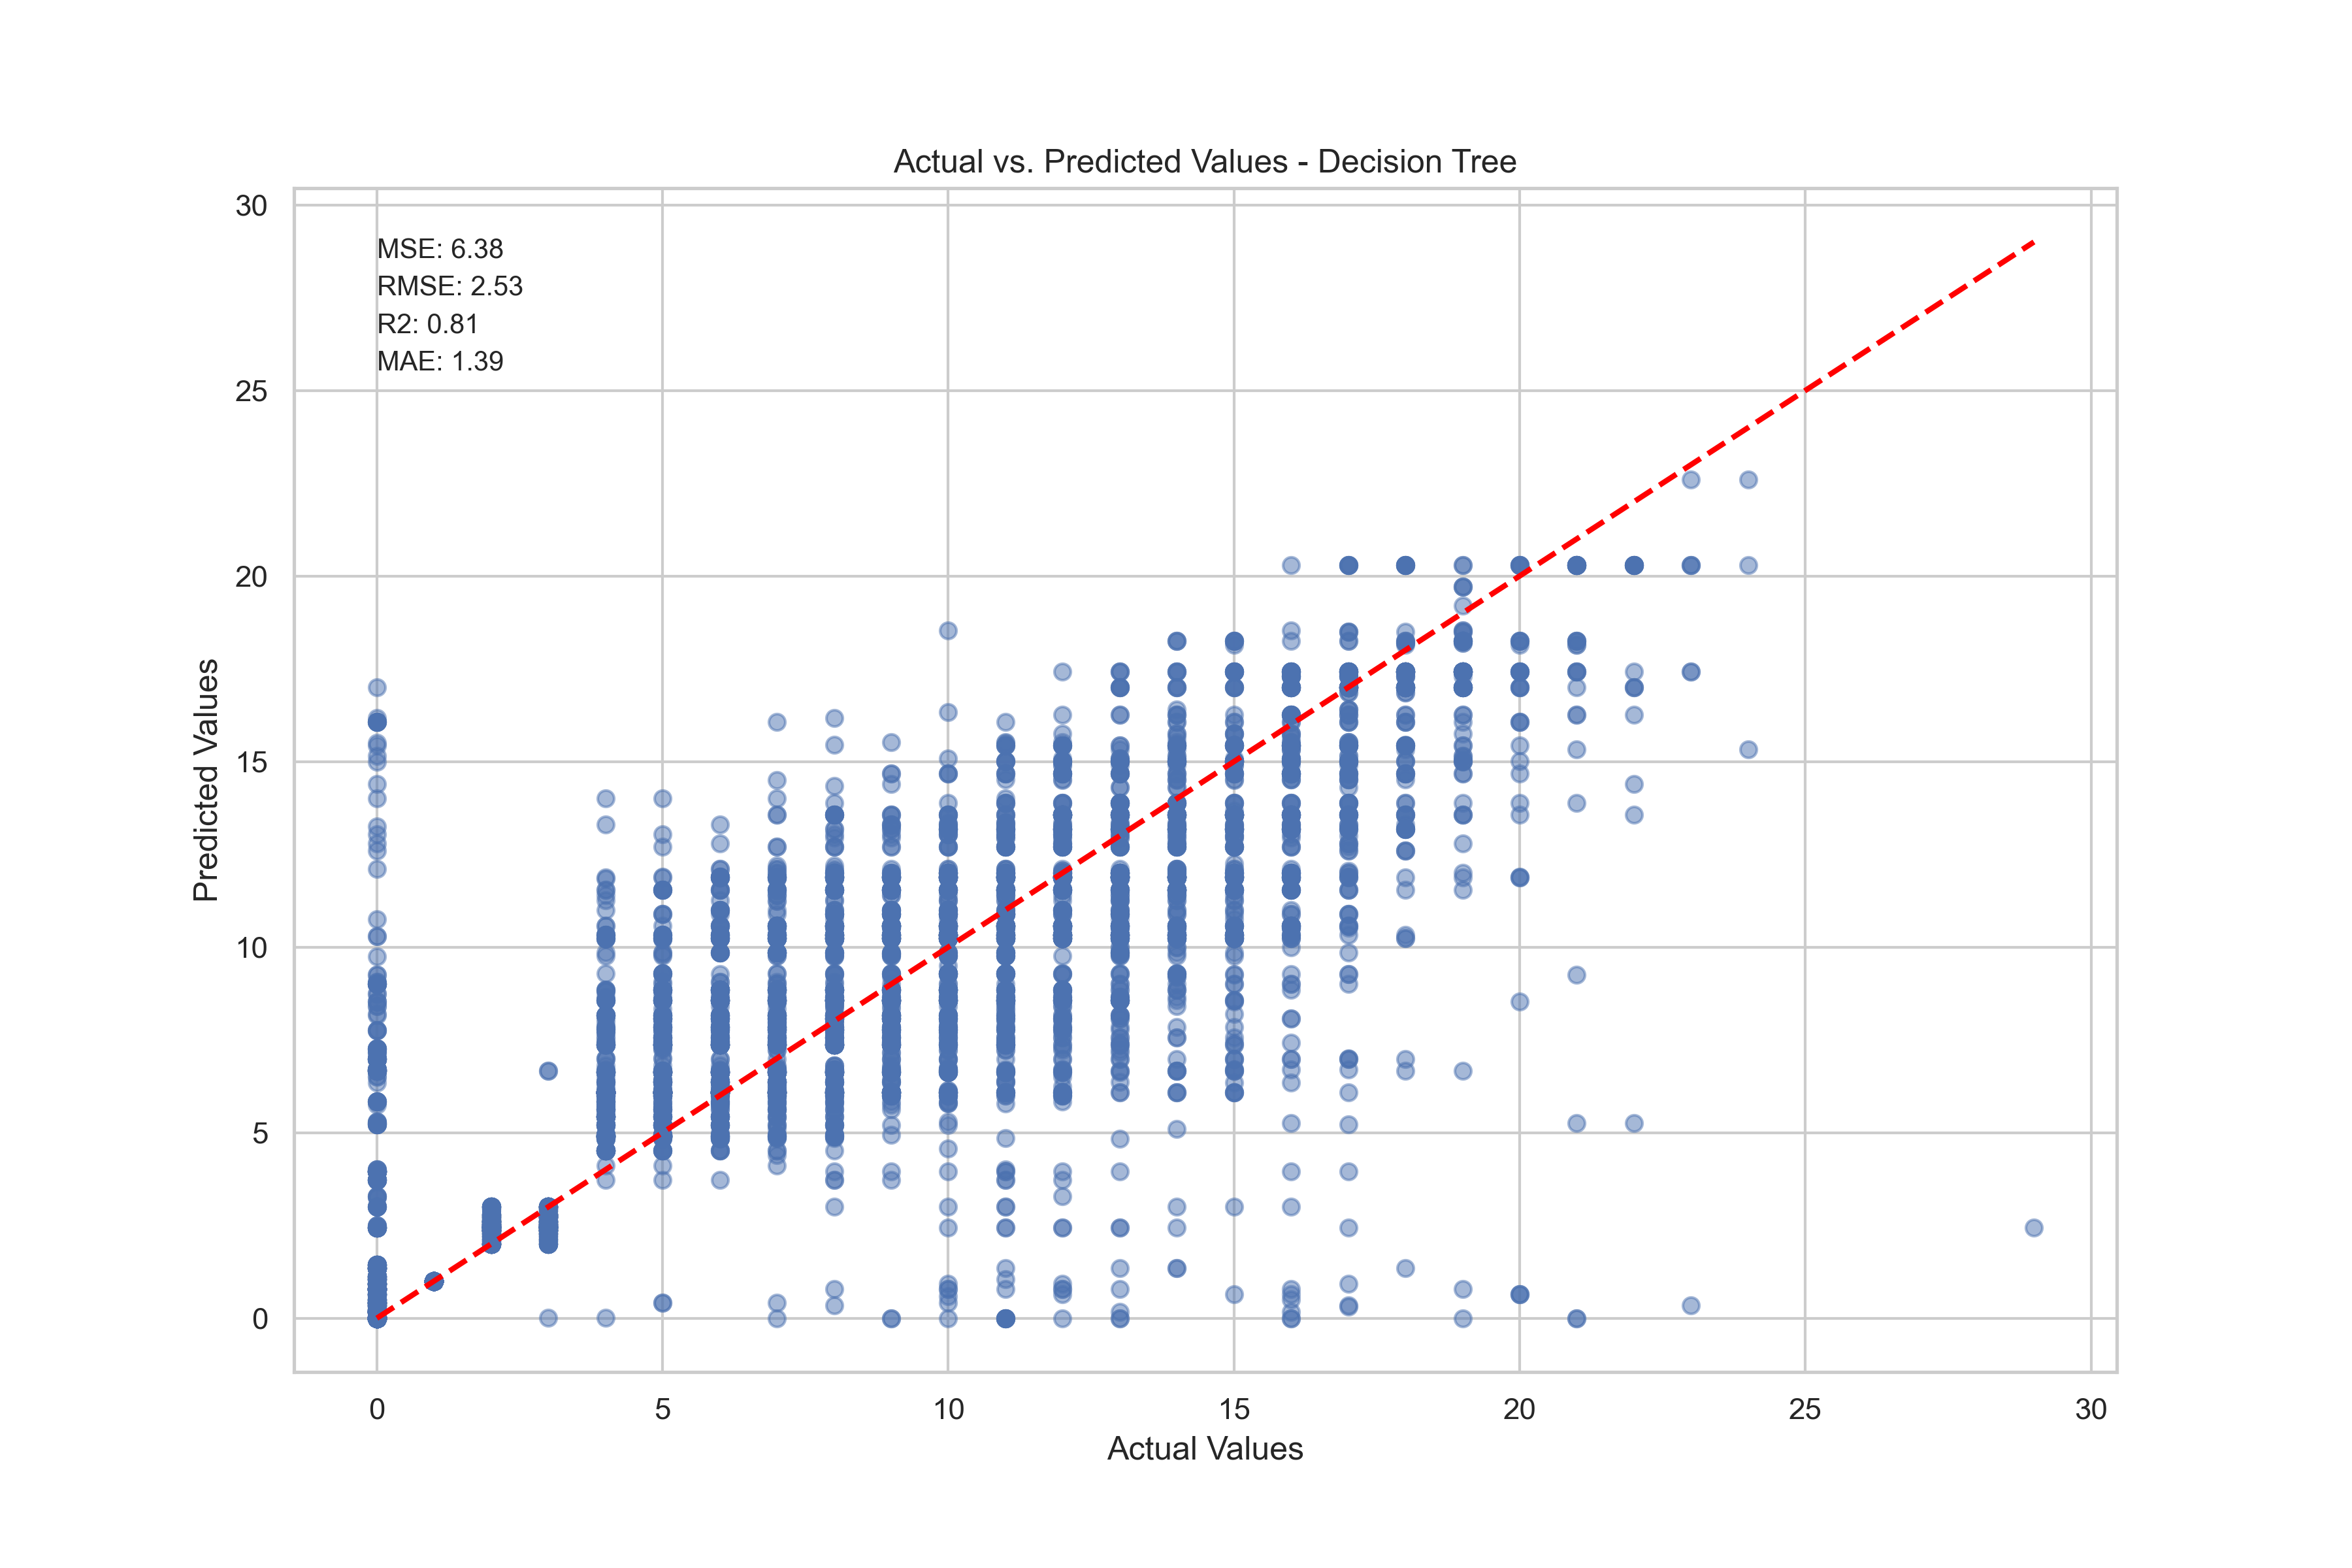 Actual vs. Predicted Values - Decision Tree
30
MSE: 6.38
RMSE: 2.53
R2: 0.81
MAE: 1.39
25
20
15
10
5
0
Predicted Values
0 5 10 15 20 25 30
Actual Values